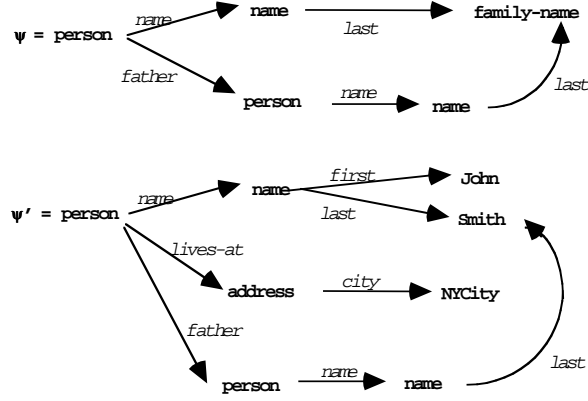 name name last family-name
ψ = person
father person name name last
name name first John
ψ' = person last Smith
lives-at
address city NYCity
father
person name name last